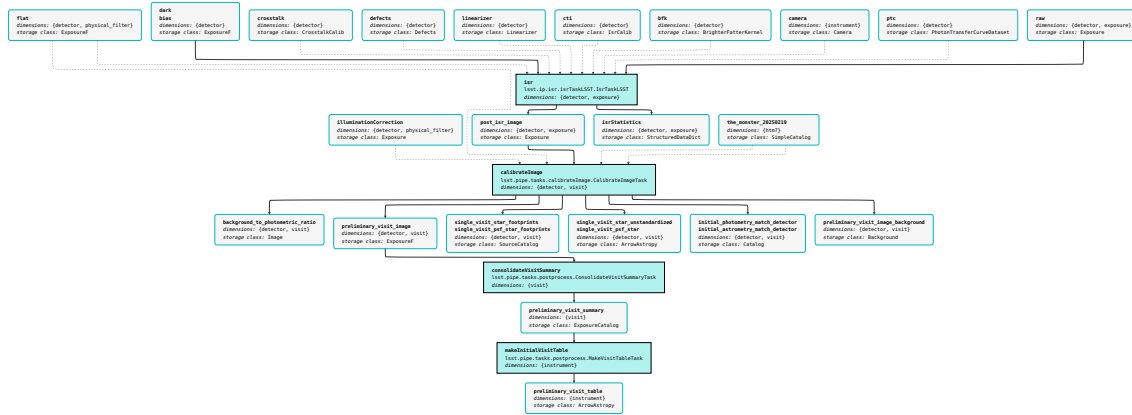 flat
dimensions: {detector, physical_filter}
storage class: ExposureF
dark
bias
dimensions: {detector}
storage class: ExposureF
crosstalk
dimensions: {detector}
storage class: CrosstalkCalib
defects
dimensions: {detector}
storage class: Defects
linearizer
dimensions: {detector}
storage class: Linearizer
cti
dimensions: {detector}
storage class: IsrCalib
bfk
dimensions: {detector}
storage class: BrighterFatterKernel
camera
dimensions: {instrument}
storage class: Camera
ptc
dimensions: {detector}
storage class: PhotonTransferCurveDataset
raw
dimensions: {detector, exposure}
storage class: Exposure
isr
lsst.ip.isr.isrTaskLSST.IsrTaskLSST
dimensions: {detector, exposure}
illuminationCorrection
dimensions: {detector, physical_filter}
storage class: Exposure
post_isr_image
dimensions: {detector, exposure}
storage class: Exposure
isrStatistics
dimensions: {detector, exposure}
storage class: StructuredDataDict
the_monster_20250219
dimensions: {htm7}
storage class: SimpleCatalog
calibrateImage
lsst.pipe.tasks.calibrateImage.CalibrateImageTask
dimensions: {detector, visit}
background_to_photometric_ratio
dimensions: {detector, visit}
storage class: Image
preliminary_visit_image
dimensions: {detector, visit}
storage class: ExposureF
single_visit_star_footprints
single_visit_psf_star_footprints
dimensions: {detector, visit}
storage class: SourceCatalog
single_visit_star_unstandardized
single_visit_psf_star
dimensions: {detector, visit}
storage class: ArrowAstropy
initial_photometry_match_detector
initial_astrometry_match_detector
dimensions: {detector, visit}
storage class: Catalog
preliminary_visit_image_background
dimensions: {detector, visit}
storage class: Background
consolidateVisitSummary
lsst.pipe.tasks.postprocess.ConsolidateVisitSummaryTask
dimensions: {visit}
preliminary_visit_summary
dimensions: {visit}
storage class: ExposureCatalog
makeInitialVisitTable
lsst.pipe.tasks.postprocess.MakeVisitTableTask
dimensions: {instrument}
preliminary_visit_table
dimensions: {instrument}
storage class: ArrowAstropy